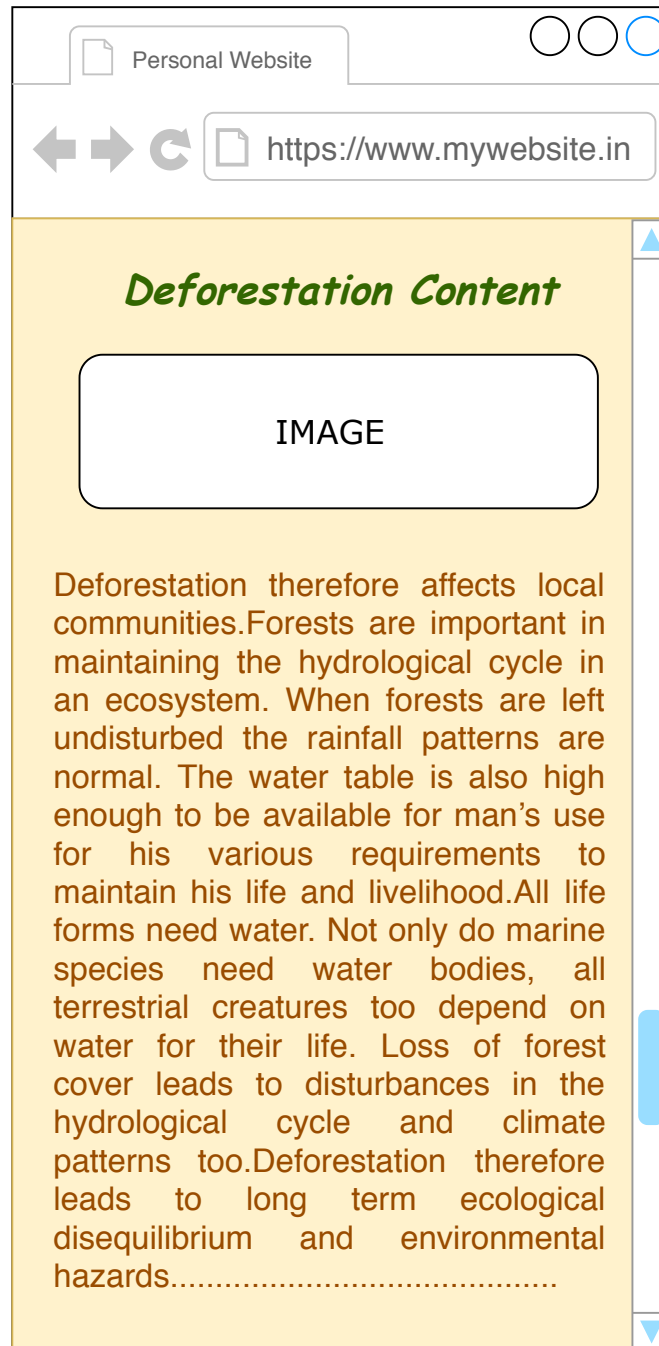 Personal Website
https://www.mywebsite.in
Deforestation Content
IMAGE
Deforestation therefore affects local
communities.Forests are important in
maintaining the hydrological cycle in
an ecosystem. When forests are left
undisturbed the rainfall patterns are
normal. The water table is also high
enough to be available for man’s use
for his various requirements to
maintain his life and livelihood.All life
forms need water. Not only do marine
species need water bodies, all
terrestrial creatures too depend on
water for their life. Loss of forest
cover leads to disturbances in the
hydrological cycle and climate
patterns too.Deforestation therefore
leads to long term ecological
disequilibrium and environmental
hazards...........................................